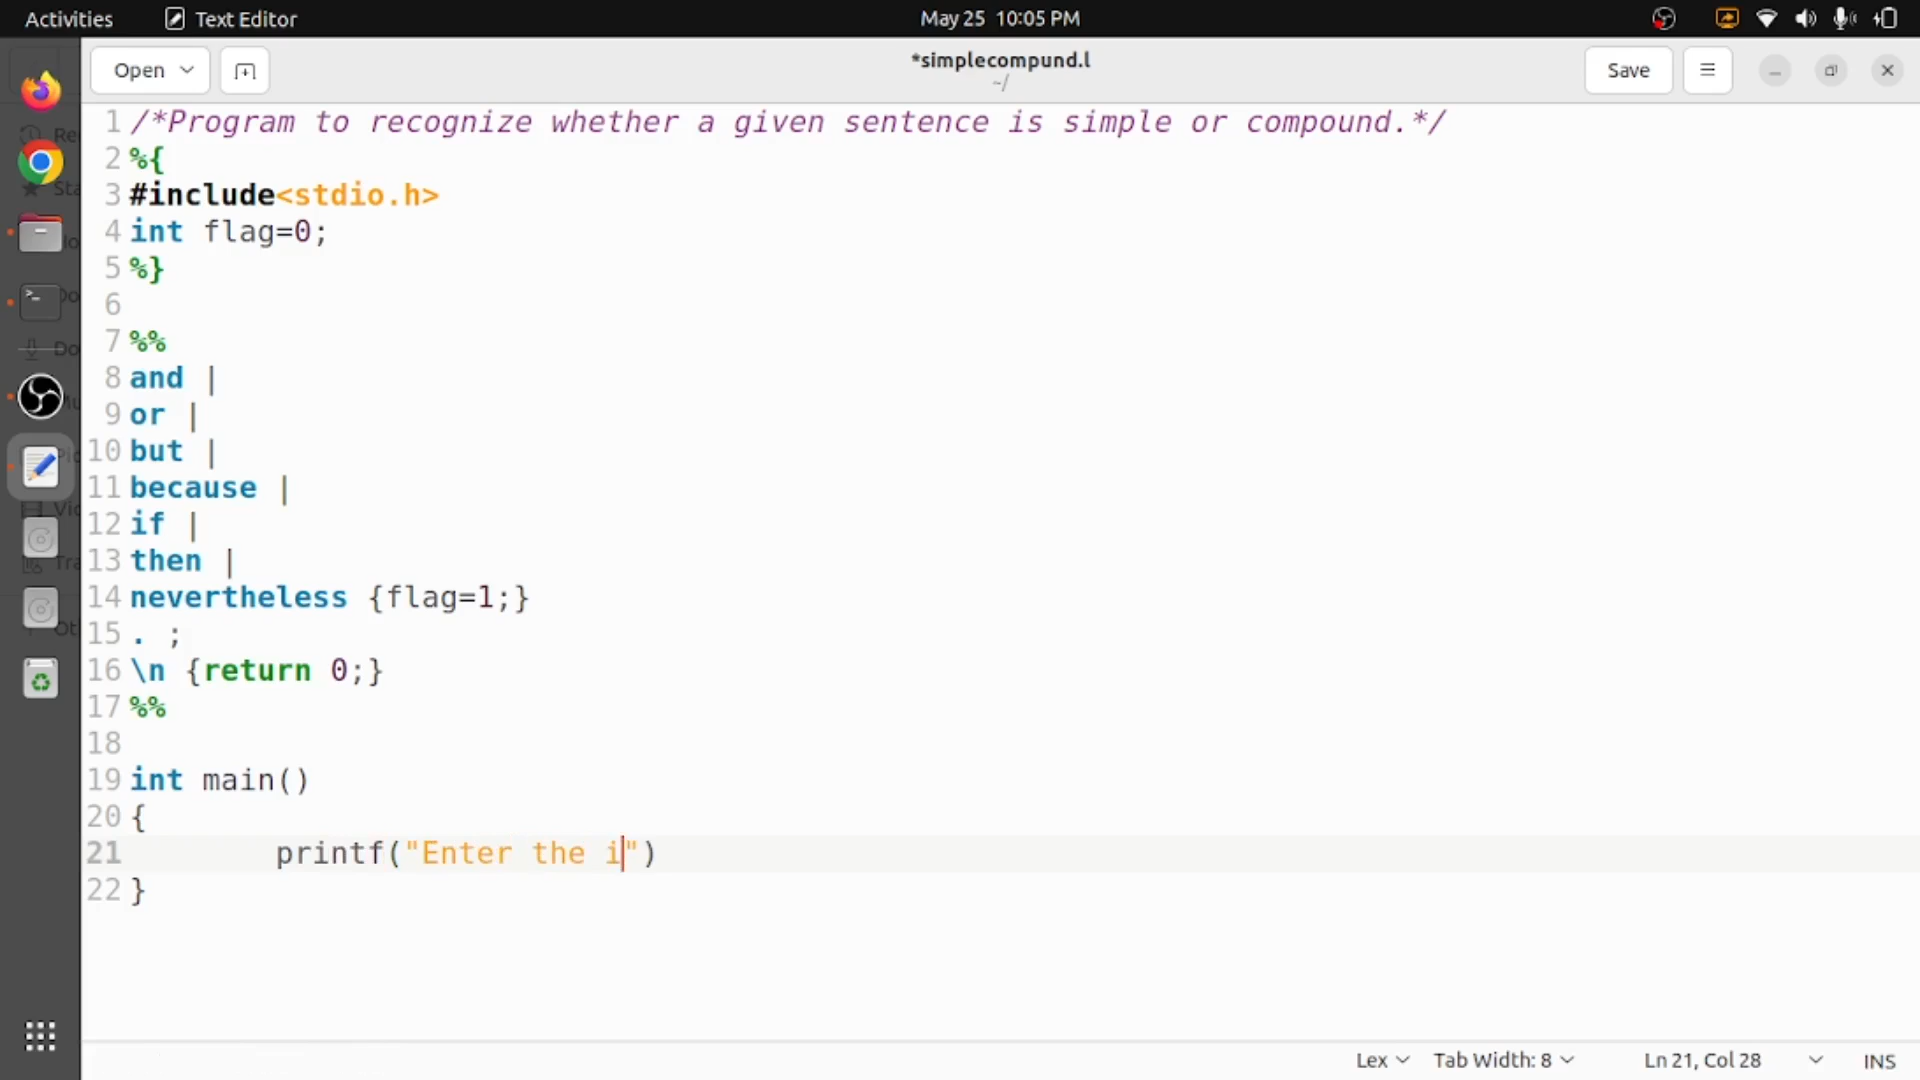 Activities
Text Editor
May 25 10:05 PM
Open
*simplecompund.l
~/
Save
1 /*Program to recognize whether a given sentence is simple or compound.*/
2 %{
3 #include<stdio.h>
4 int flag=0;
5 %}
6
7 %%
8 and |
9 or |
10 but |
11 because |
12 if |
13 then |
14 nevertheless {flag=1;}
15 . ;
16 \n {return 0;}
17 %%
18
19 int main()
20 {
21         printf("Enter the i")
22 }
Lex
Tab Width: 8
Ln 21, Col 28
INS